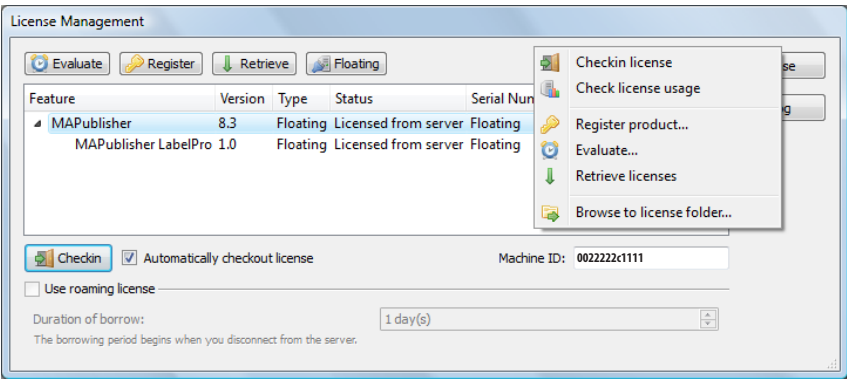 License Management
Evaluate Register Retrieve Floating
Feature Version Type Status Serial Num
MAPublisher 8.3 Floating Licensed from server Floating
MAPublisher LabelPro 1.0 Floating Licensed from server Floating
Checkin license
Check license usage
Register product...
Evaluate...
Retrieve licenses
Browse to license folder...
se
og
Checkin Automatically checkout license Machine ID: 0022222c1111
Use roaming license
Duration of borrow: 1 day(s)
The borrowing period begins when you disconnect from the server.